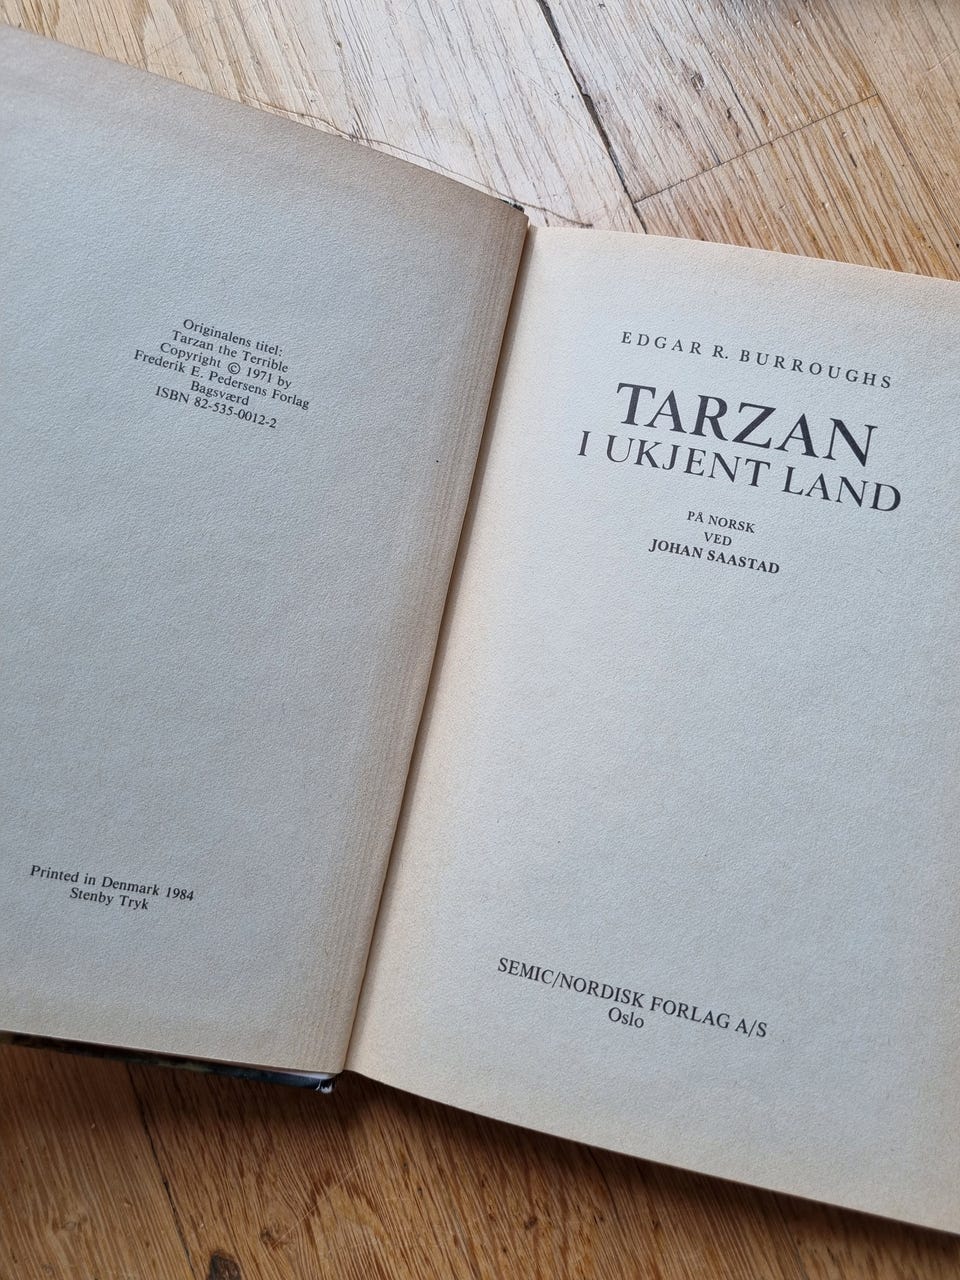 Originalens titel:
Tarzan the Terrible
Copyright © 1971 by
Frederik E. Pedersens Forlag
Bagsværd
ISBN 82-535-0012-2
Printed in Denmark 1984
Stenby Tryk
EDGAR R. BURROUGHS
TARZAN
I UKJENT LAND
PÅ NORSK
VED
JOHAN SAASTAD
SEMIC/NORDISK FORLAG A/S
Oslo